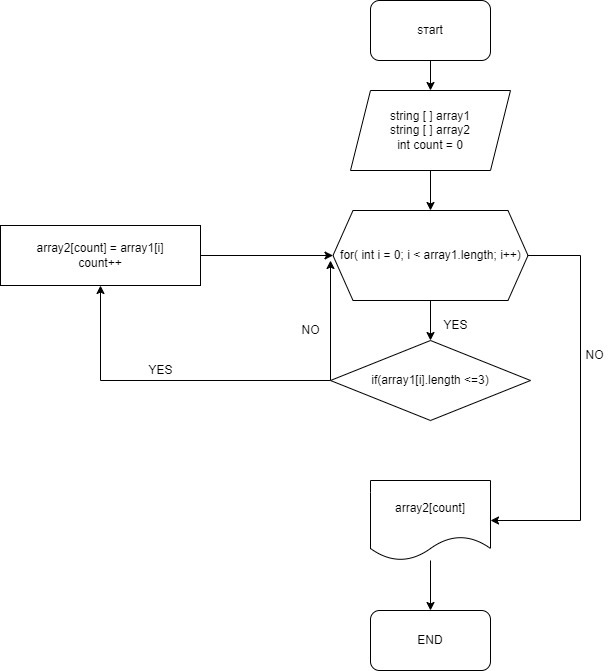 start
string [ ] array1
string [ ] array2
int count = 0
array2[count] = array1[i]
count++
for( int i = 0; i < array1.length; i++)
YES
NO
NO
YES
if(array1[i].length <=3)
array2[count]
END